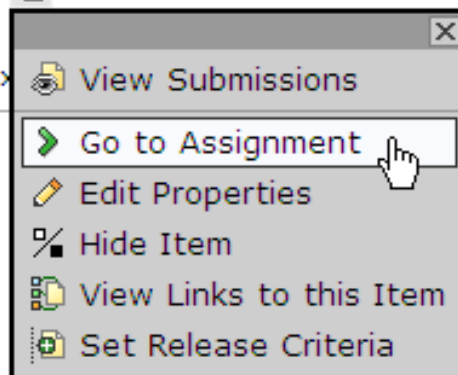 View Submissions
Go to Assignment
Edit Properties
Hide Item
View Links to this Item
Set Release Criteria